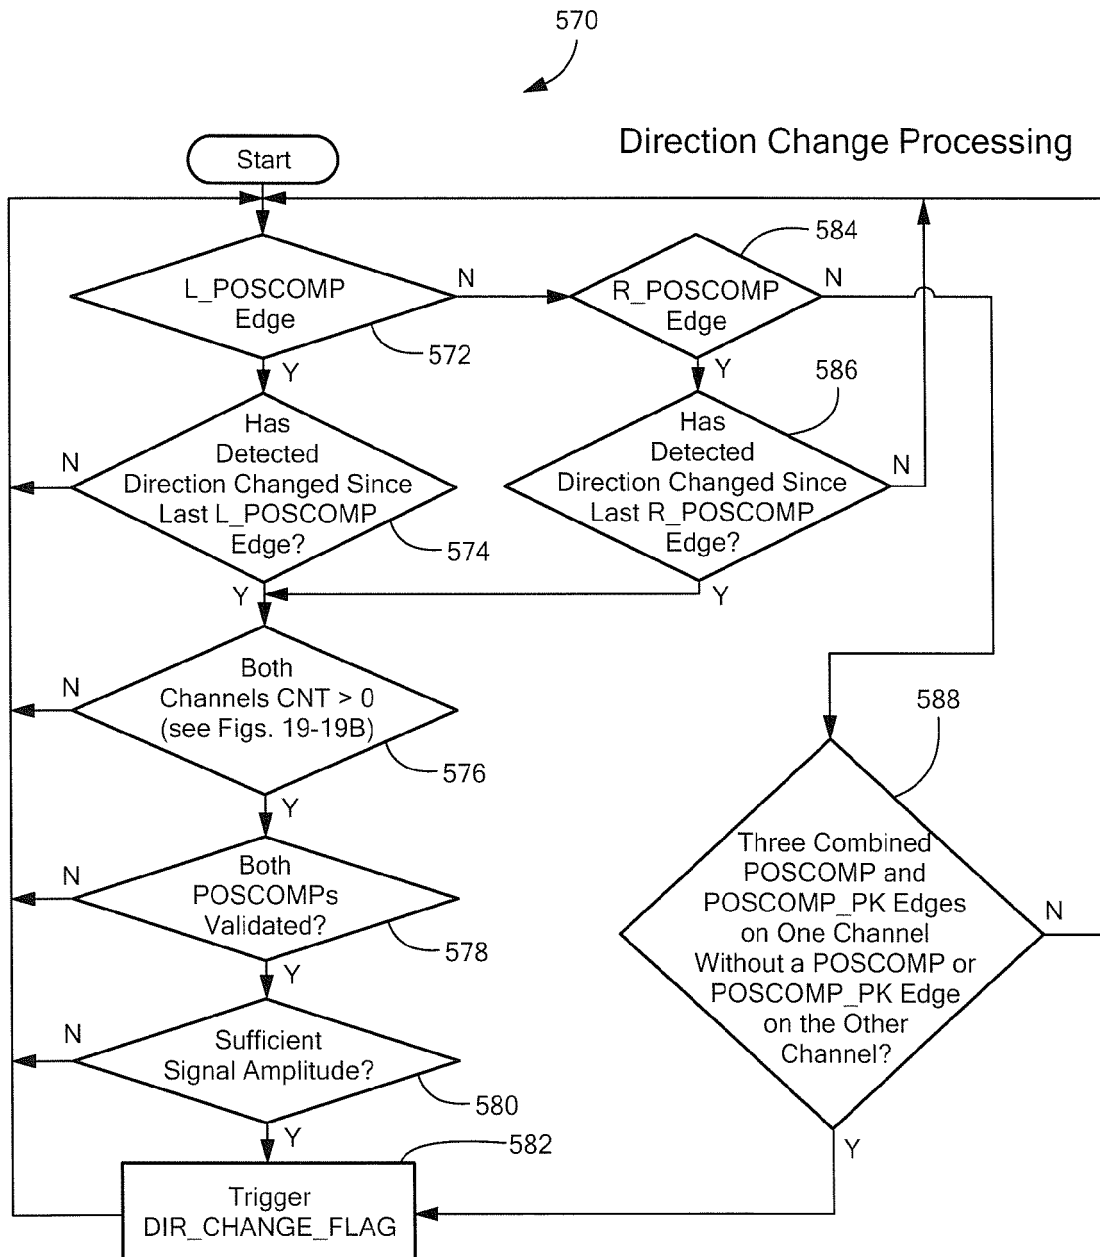 570
Direction Change Processing
Start
L_POSCOMP
Edge
572
N
Y
R_POSCOMP
Edge
584
N
Y
Has
Detected
Direction Changed Since
Last L_POSCOMP
Edge?
574
N
Y
Has
Detected
Direction Changed Since
Last R_POSCOMP
Edge?
586
N
Y
Both
Channels CNT > 0
(see Figs. 19-19B)
576
N
Y
Both
POSCOMPs
Validated?
578
N
Y
Sufficient
Signal Amplitude?
580
N
Y
Trigger
DIR_CHANGE_FLAG
582
Three Combined
POSCOMP and
POSCOMP_PK Edges
on One Channel
Without a POSCOMP or
POSCOMP_PK Edge
on the Other
Channel?
588
N
Y